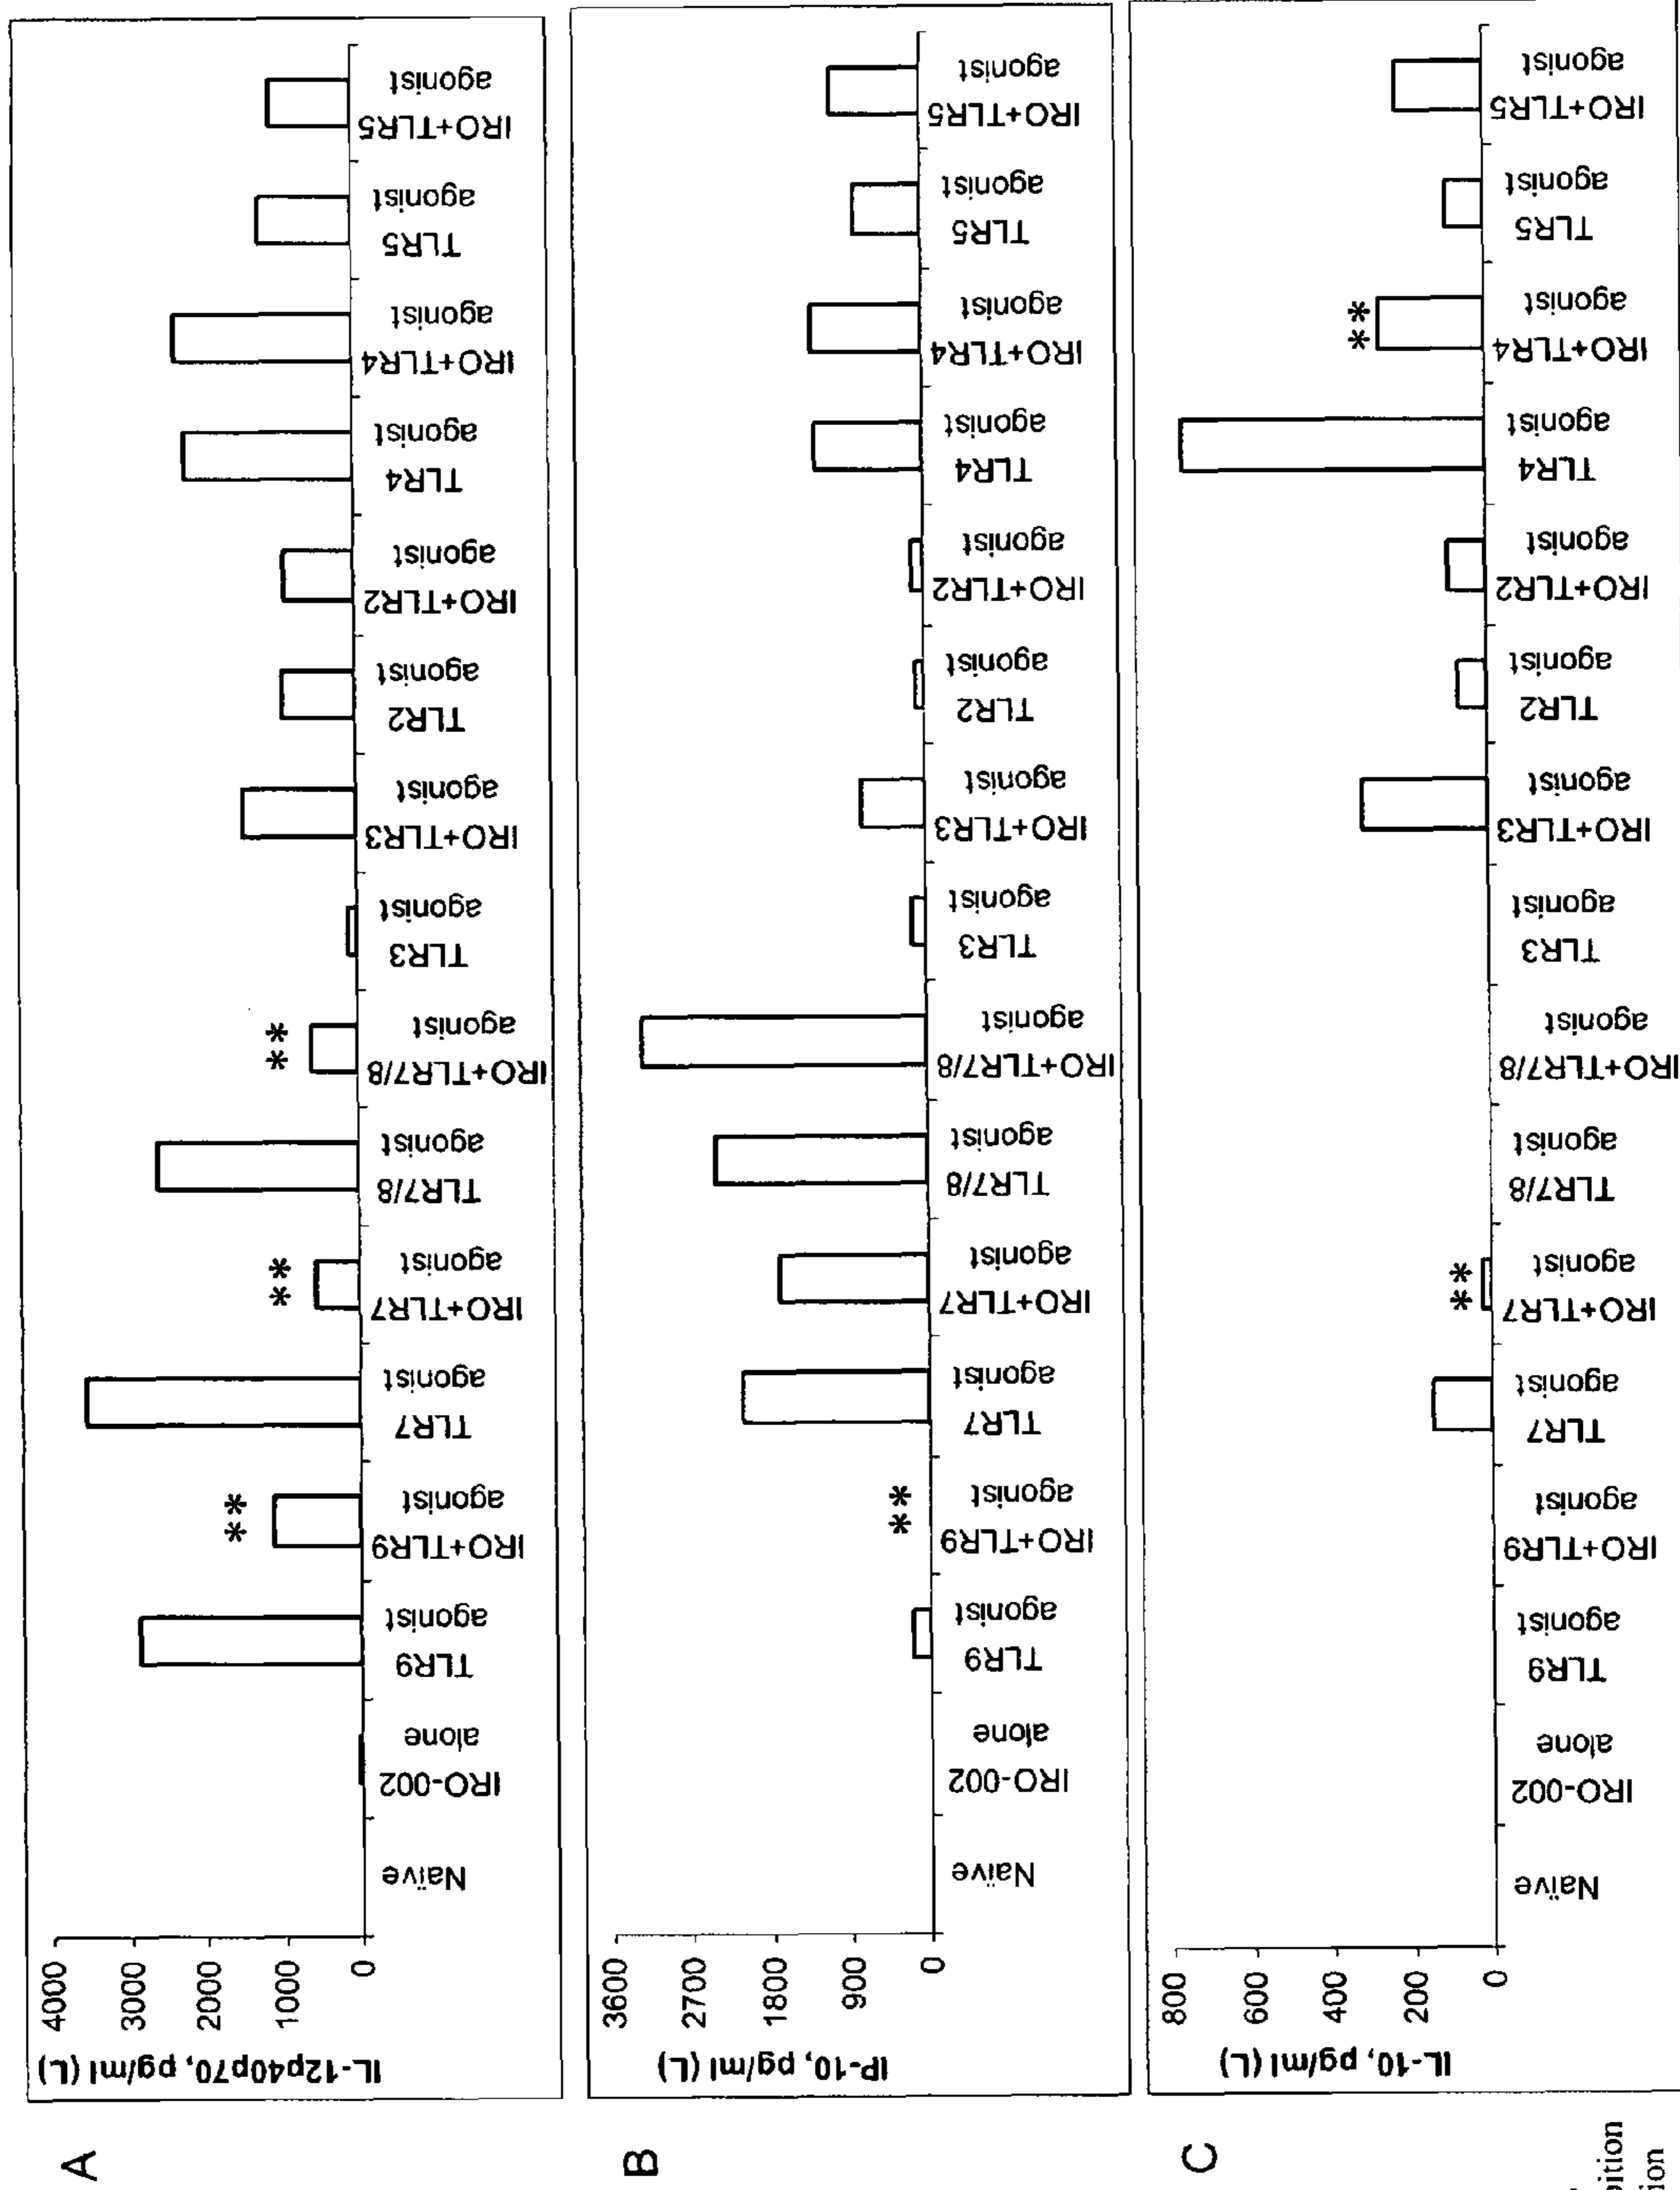 A
IL-12p40p70, pg/ml (L)
4000
3000
2000
1000
0
Naïve
IRO-002
alone
TLR9
agonist
IRO+TLR9
agonist
**
TLR7
agonist
IRO+TLR7
agonist
**
TLR7/8
agonist
IRO+TLR7/8
agonist
**
TLR3
agonist
IRO+TLR3
agonist
TLR2
agonist
IRO+TLR2
agonist
TLR4
agonist
IRO+TLR4
agonist
TLR5
agonist
IRO+TLR5
agonist
B
IP-10, pg/ml (L)
3600
2700
1800
900
0
Naïve
IRO-002
alone
TLR9
agonist
IRO+TLR9
agonist
**
TLR7
agonist
IRO+TLR7
agonist
TLR7/8
agonist
IRO+TLR7/8
agonist
TLR3
agonist
IRO+TLR3
agonist
TLR2
agonist
IRO+TLR2
agonist
TLR4
agonist
IRO+TLR4
agonist
TLR5
agonist
IRO+TLR5
agonist
C
IL-10, pg/ml (L)
800
600
400
200
0
Naïve
IRO-002
alone
TLR9
agonist
IRO+TLR9
agonist
TLR7
agonist
IRO+TLR7
agonist
**
TLR7/8
agonist
IRO+TLR7/8
agonist
TLR3
agonist
IRO+TLR3
agonist
TLR2
agonist
IRO+TLR2
agonist
TLR4
agonist
IRO+TLR4
agonist
**
TLR5
agonist
IRO+TLR5
agonist